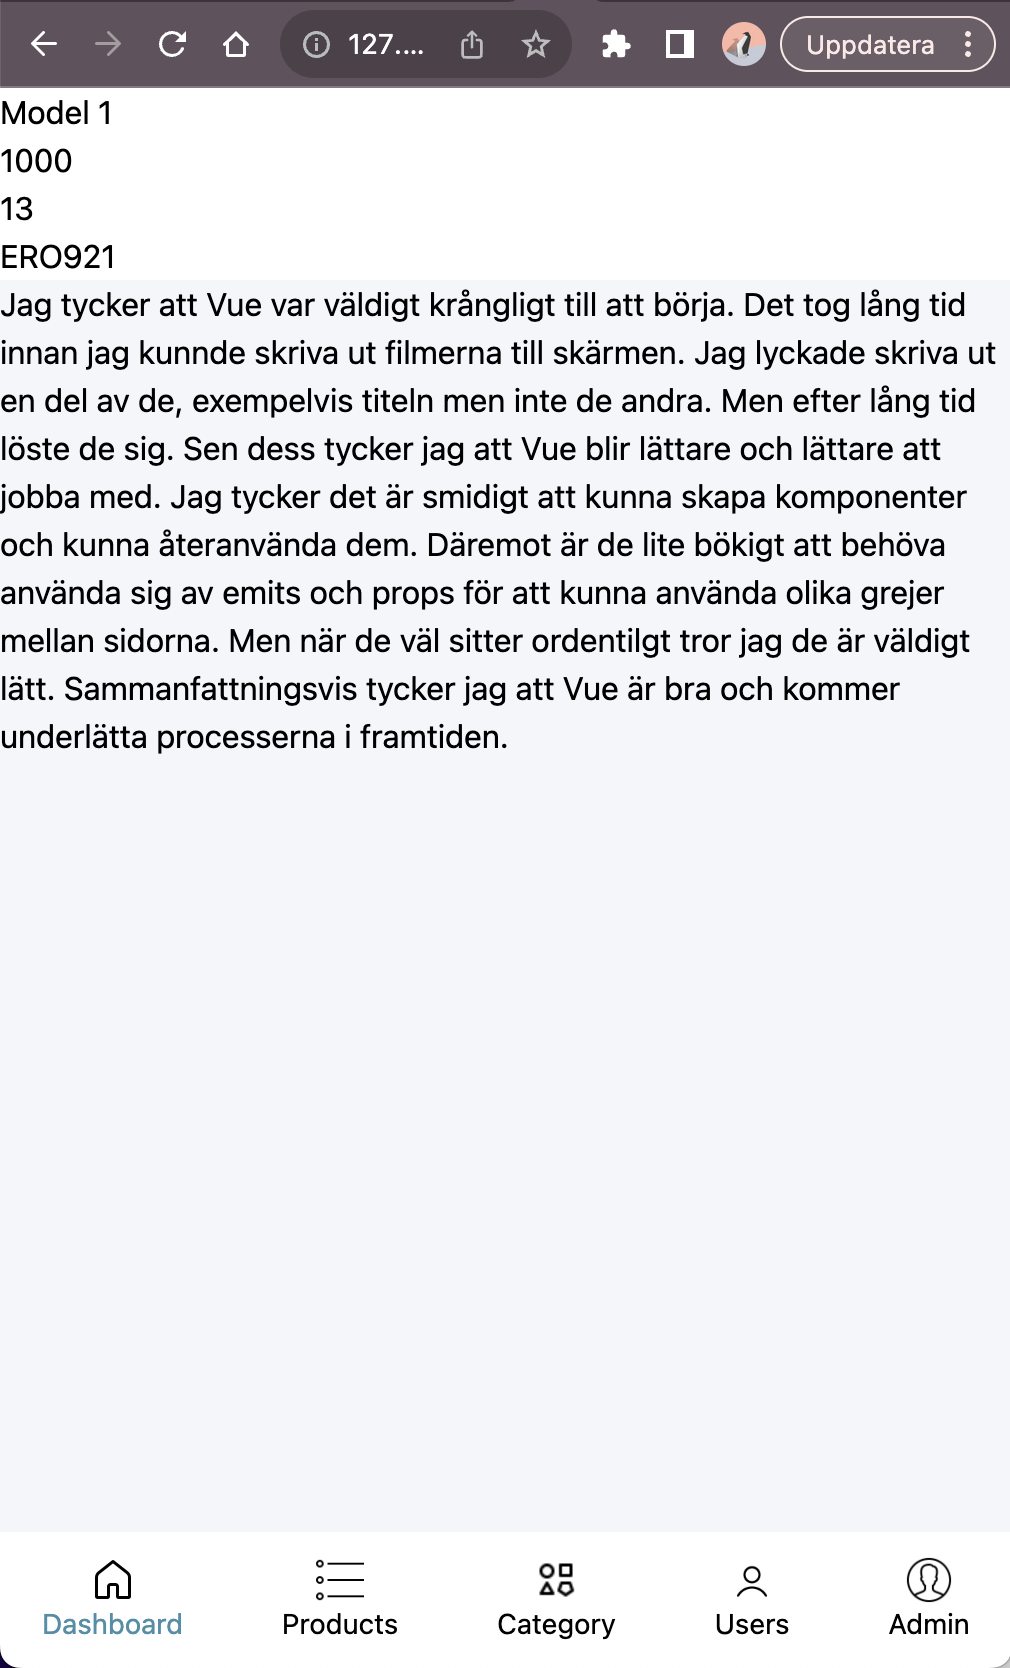 127....
Uppdatera
Model 1
1000
13
ERO921
Jag tycker att Vue var väldigt krångligt till att börja. Det tog lång tid
innan jag kunnde skriva ut filmerna till skärmen. Jag lyckade skriva ut
en del av de, exempelvis titeln men inte de andra. Men efter lång tid
löste de sig. Sen dess tycker jag att Vue blir lättare och lättare att
jobba med. Jag tycker det är smidigt att kunna skapa komponenter
och kunna återanvända dem. Däremot är de lite bökigt att behöva
använda sig av emits och props för att kunna använda olika grejer
mellan sidorna. Men när de väl sitter ordentilgt tror jag de är väldigt
lätt. Sammanfattningsvis tycker jag att Vue är bra och kommer
underlätta processerna i framtiden.
Dashboard
Products
Category
Users
Admin